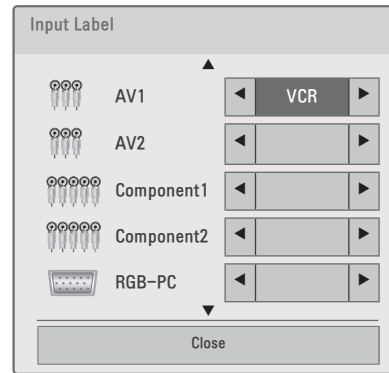 Input Label
AV1 VCR
AV2
Component1
Component2
RGB-PC
Close